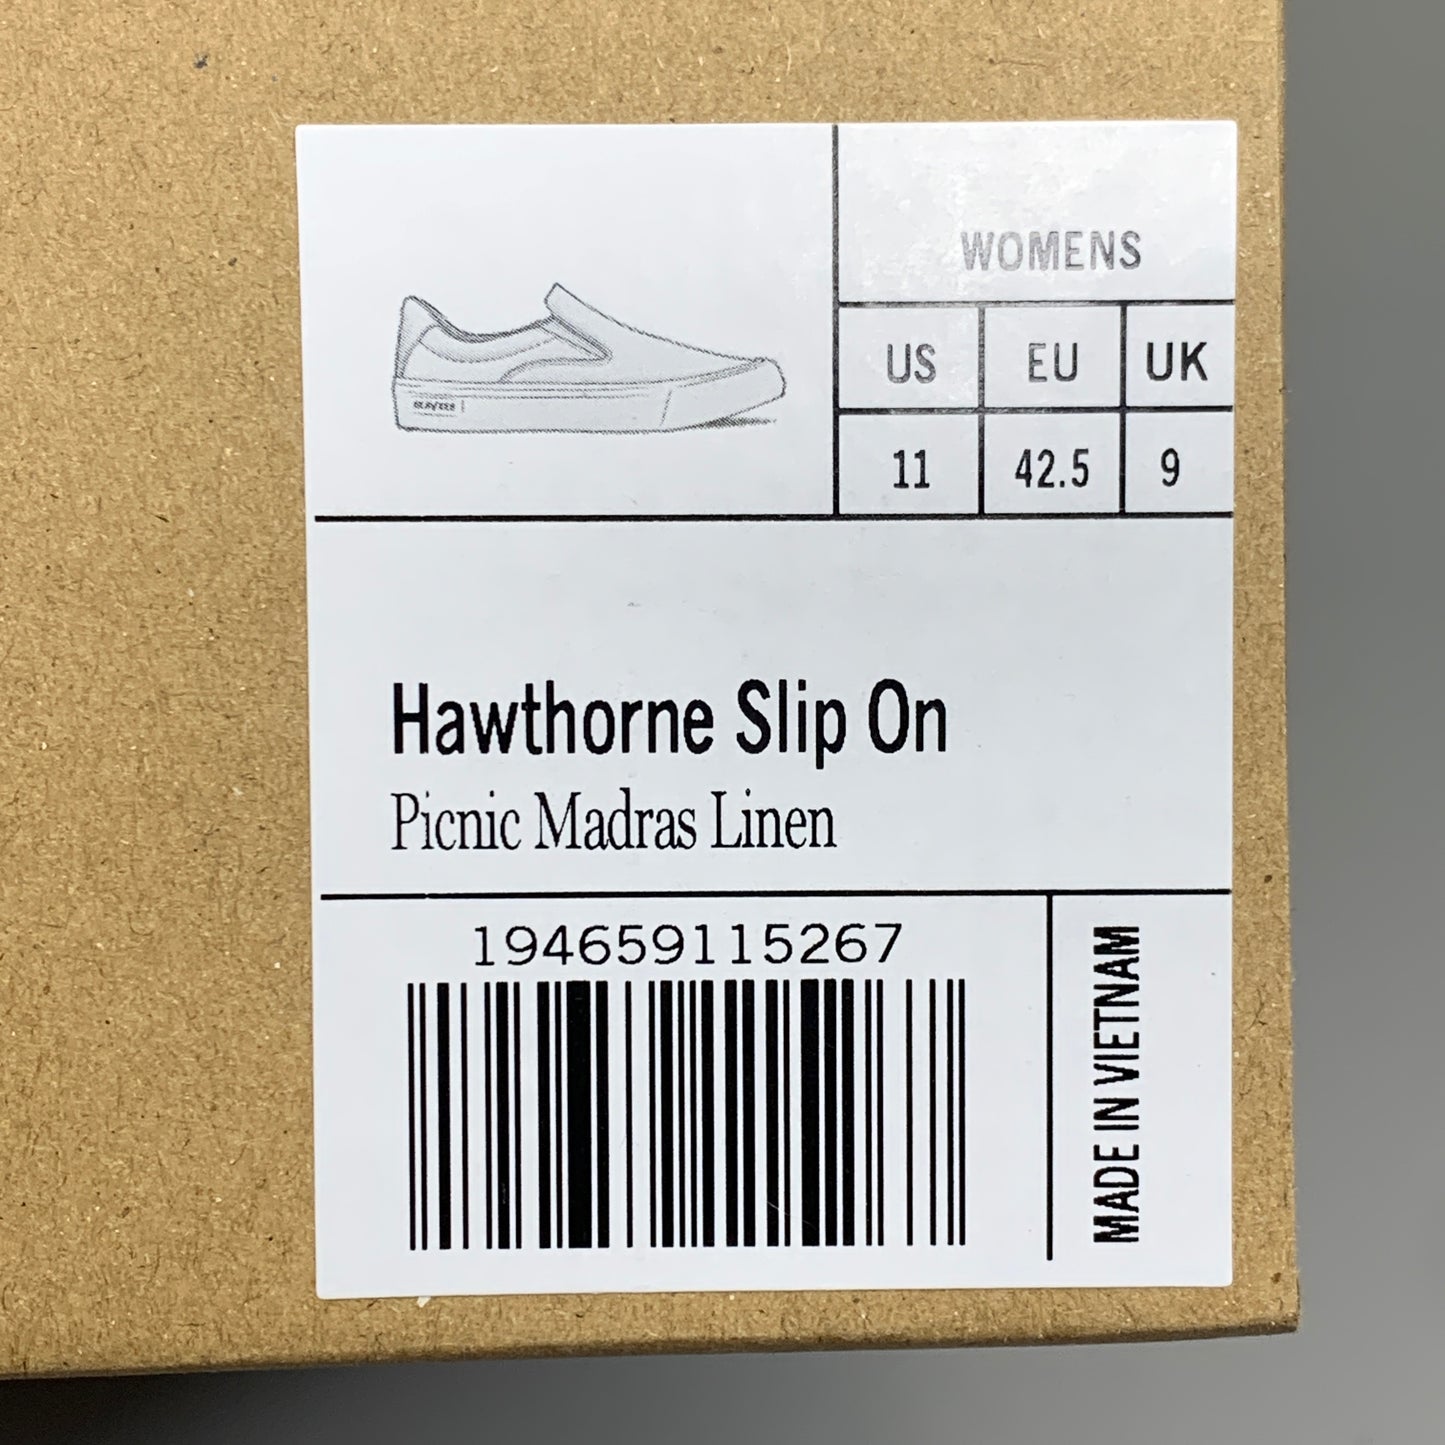 WOMENS
US EU UK
11 42.5 9
Hawthorne Slip On
Picnic Madras Linen
194659115267
MADE IN VIETNAM